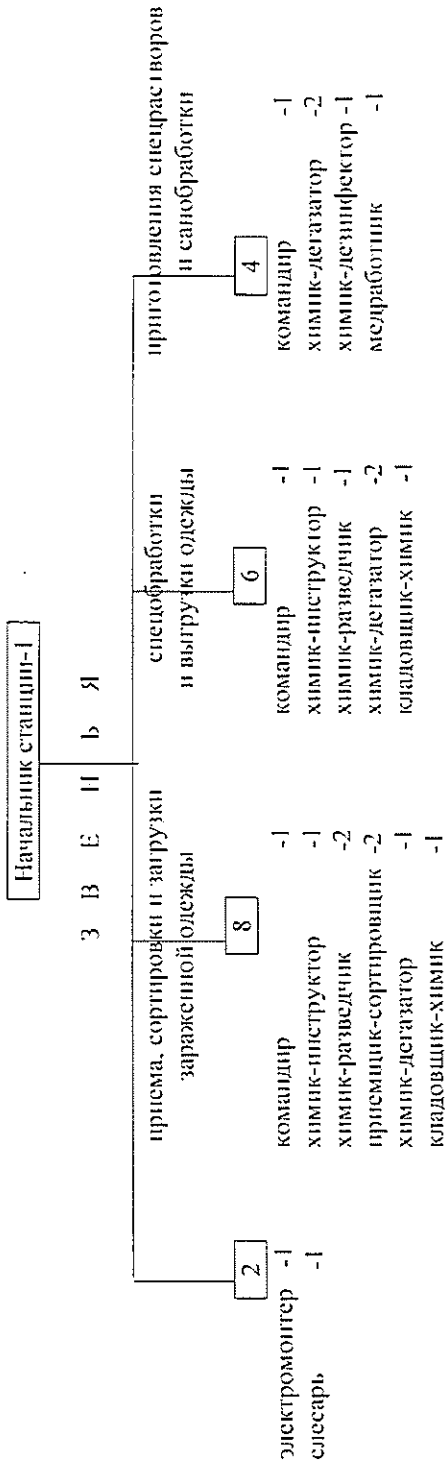 Начальник станции-1
З В Е Н Ь Я
приема, сортировки и загрузки
зараженной одежды
спецобработки
и выгрузки одежды
приготовления спецрастворов
и санобработки
2
8
6
4
электромонтер -1
слесарь -1
командир -1
химик-инструктор -1
химик-разведчик -2
приемщик-сортировщик -2
химик-дегазатор -1
кладовщик-химик -1
командир -1
химик-инструктор -1
химик-разведчик -1
химик-дегазатор -2
кладовщик-химик -1
командир -1
химик-дегазатор -2
химик-дезинфектор -1
медработник -1